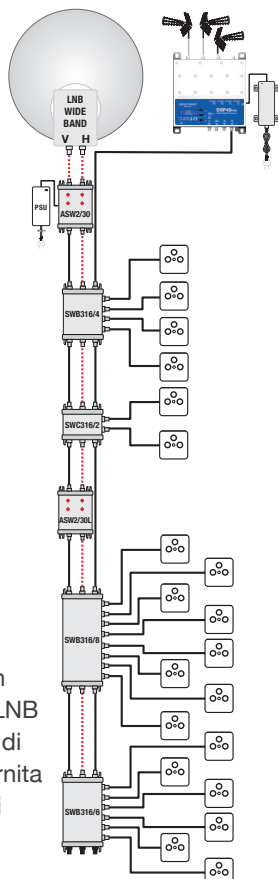 LNB
WIDE
BAND
V H
DSP40
PSU
ASW2/30
SWB316/4
SWC316/2
ASW2/30L
SWB316/8
n
LNB
di
rnita
i
SWB316/6